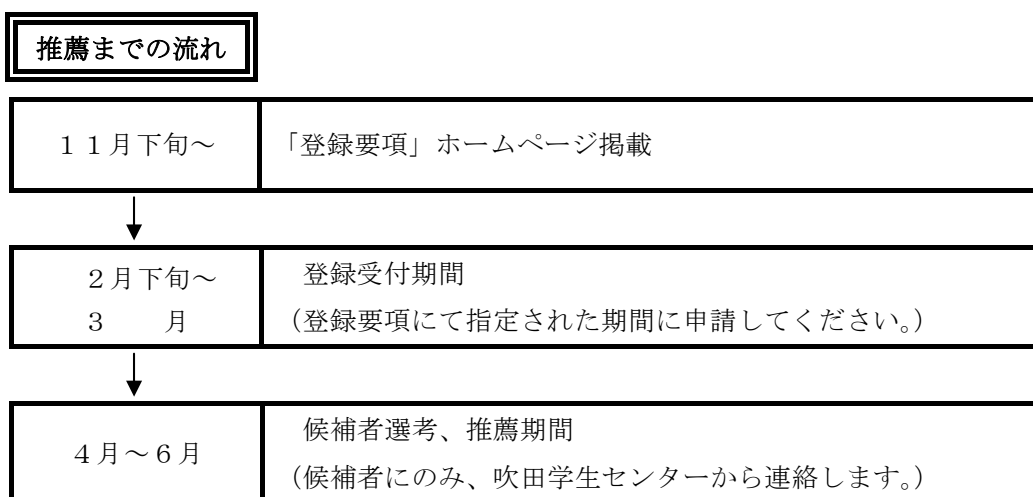 推薦までの流れ
１１月下旬～
「登録要項」ホームページ掲載
２月下旬～
３　　月
登録受付期間
（登録要項にて指定された期間に申請してください。）
４月～６月
候補者選考、推薦期間
（候補者にのみ、吹田学生センターから連絡します。）